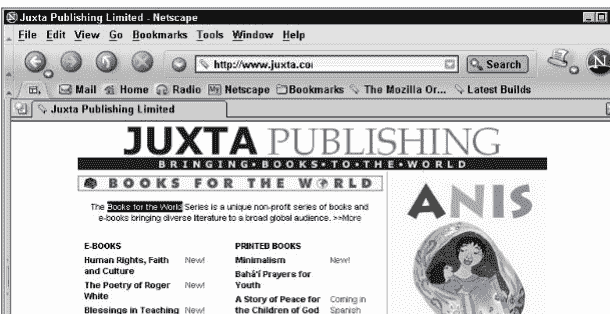 Juxta Publishing Limited - Netscape
File Edit View Go Bookmarks Tools Window Help
http://www.juxta.co
Search
Mail Home Radio Netscape Bookmarks The Mozilla Or... Latest Builds
Juxta Publishing Limited
JUXTA PUBLISHING
BRINGING•BOOKS•TO•THE•WORLD
BOOKS FOR THE WORLD
ANIS
The Books for the World Series is a unique non-profit series of books and
e-books bringing diverse literature to a broad global audience. >>More
E-BOOKS
Human Rights, Faith New!
and Culture
The Poetry of Roger New!
White
Blessings in Teaching New!
PRINTED BOOKS
Minimalism New!
Bahá'í Prayers for
Youth
A Story of Peace for Coming in
the Children of God Spanish